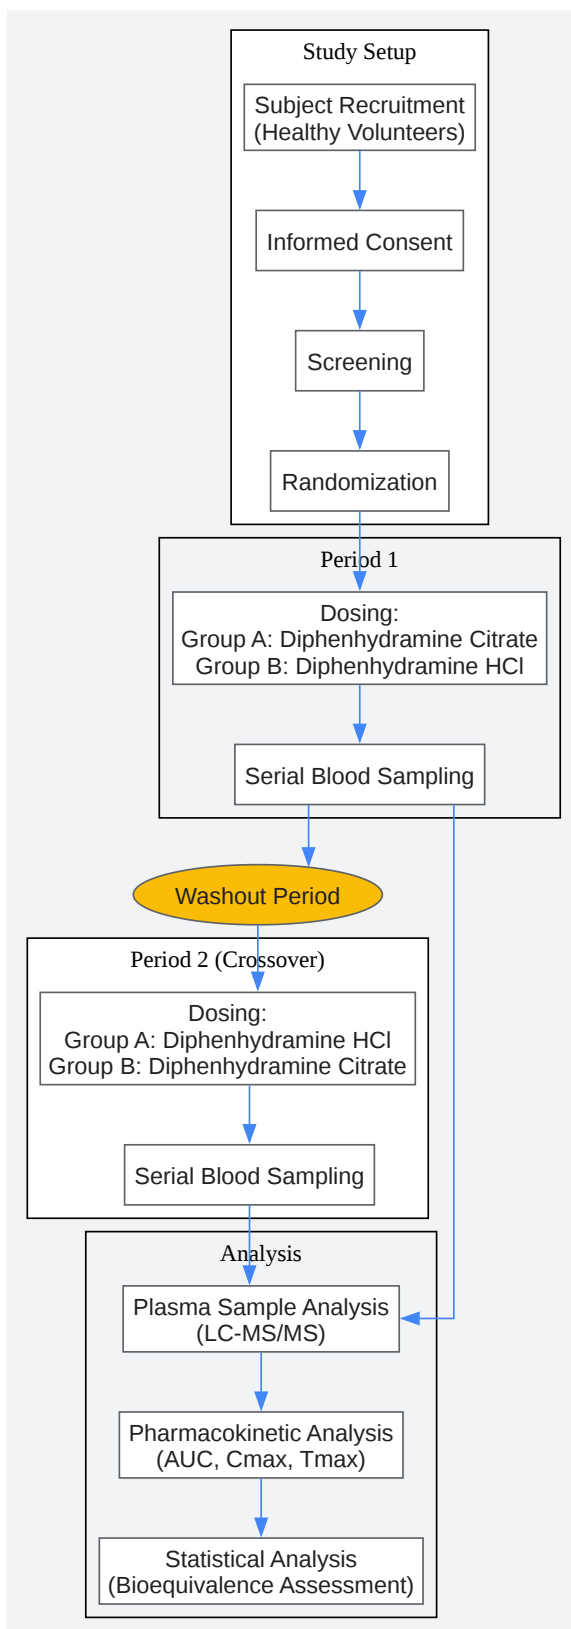 Study Setup
Subject Recruitment
(Healthy Volunteers)
Informed Consent
Screening
Randomization
Period 1
Dosing:
Group A: Diphenhydramine Citrate
Group B: Diphenhydramine HCl
Serial Blood Sampling
Washout Period
Period 2 (Crossover)
Dosing:
Group A: Diphenhydramine HCl
Group B: Diphenhydramine Citrate
Serial Blood Sampling
Analysis
Plasma Sample Analysis
(LC-MS/MS)
Pharmacokinetic Analysis
(AUC, Cmax, Tmax)
Statistical Analysis
(Bioequivalence Assessment)